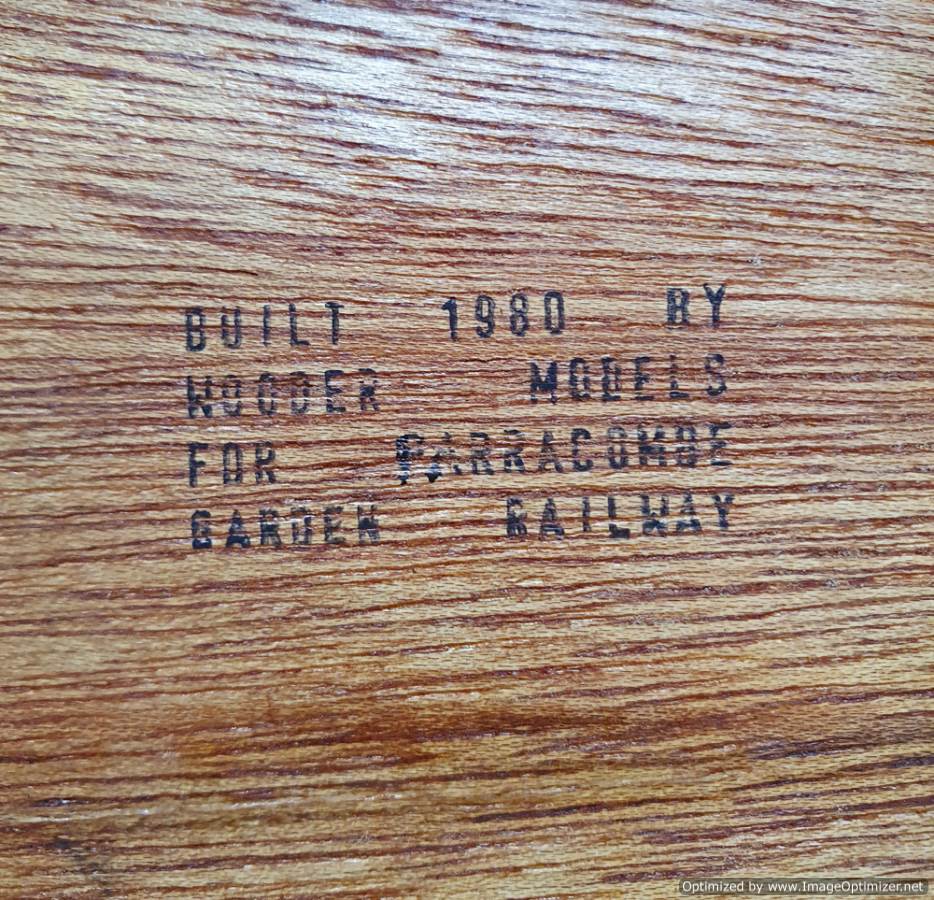 BUILT 1980 BY
WOODER MODELS
FOR PARRACOMBE
GARDEN RAILWAY
Optimized by www.ImageOptimizer.net